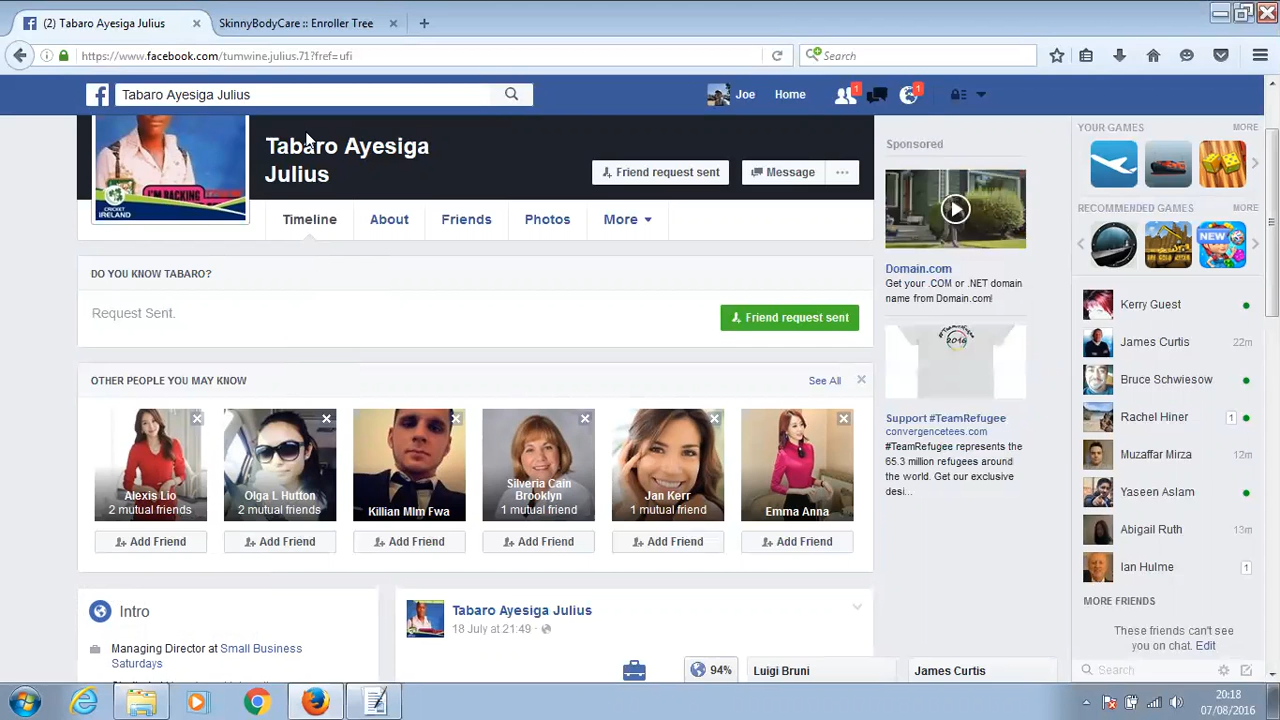 (2) Tabaro Ayesiga Julius
SkinnyBodyCare :: Enroller Tree
https://www.facebook.com/tumwine.julius.71?fref=ufi
Search
Tabaro Ayesiga Julius
Joe
Home
1
1
Tabaro Ayesiga
Julius
Friend request sent
Message
I'M BACKING
CRICKET
IRELAND
Timeline
About
Friends
Photos
More
DO YOU KNOW TABARO?
Request Sent.
Friend request sent
OTHER PEOPLE YOU MAY KNOW
See All
Alexis Lio
2 mutual friends
Add Friend
Olga L Hutton
2 mutual friends
Add Friend
Killian Mlm Fwa
Add Friend
Silveria Cain
Brooklyn
1 mutual friend
Add Friend
Jan Kerr
1 mutual friend
Add Friend
Emma Anna
Add Friend
Intro
Managing Director at Small Business
Saturdays
Tabaro Ayesiga Julius
18 July at 21:49
94%
Luigi Bruni
James Curtis
Sponsored
Domain.com
Get your .COM or .NET domain
name from Domain.com!
#TeamRefugee
2016
Support #TeamRefugee
convergencetees.com
#TeamRefugee represents the
65.3 million refugees around
the world. Get our exclusive
desi...
YOUR GAMES
MORE
RECOMMENDED GAMES
MORE
NEW
Kerry Guest
James Curtis 22m
Bruce Schwiesow
Rachel Hiner 1
Muzaffar Mirza 12m
Yaseen Aslam
Abigail Ruth 13m
Ian Hulme 1
MORE FRIENDS
These friends can't see
you on chat. Edit
Search
20:18
07/08/2016